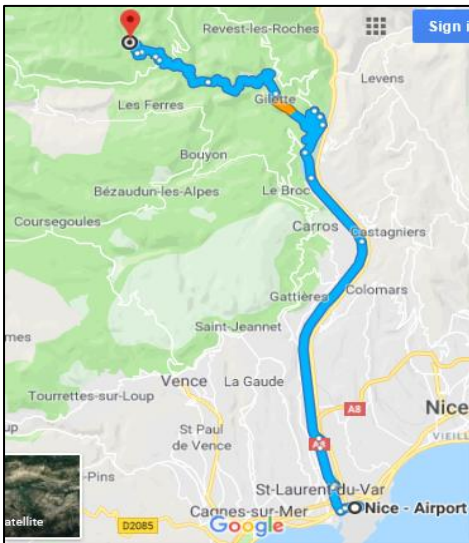 Revest-les-Roches
Sign i
Levens
Les Ferres
Gilette
Bouyon
Bézaudun-les-Alpes
Le Broc
Coursegoules
Carros
Castagniers
Gattières
Colomars
mes
Saint-Jeannet
Vence
La Gaude
Tourrettes-sur-Loup
A8
Nice
St Paul
de Vence
VIEILL
up
A8
-Pins
St-Laurent-du-Var
atellite
Cagnes-sur-Mer
Nice - Airport
D2085
Google